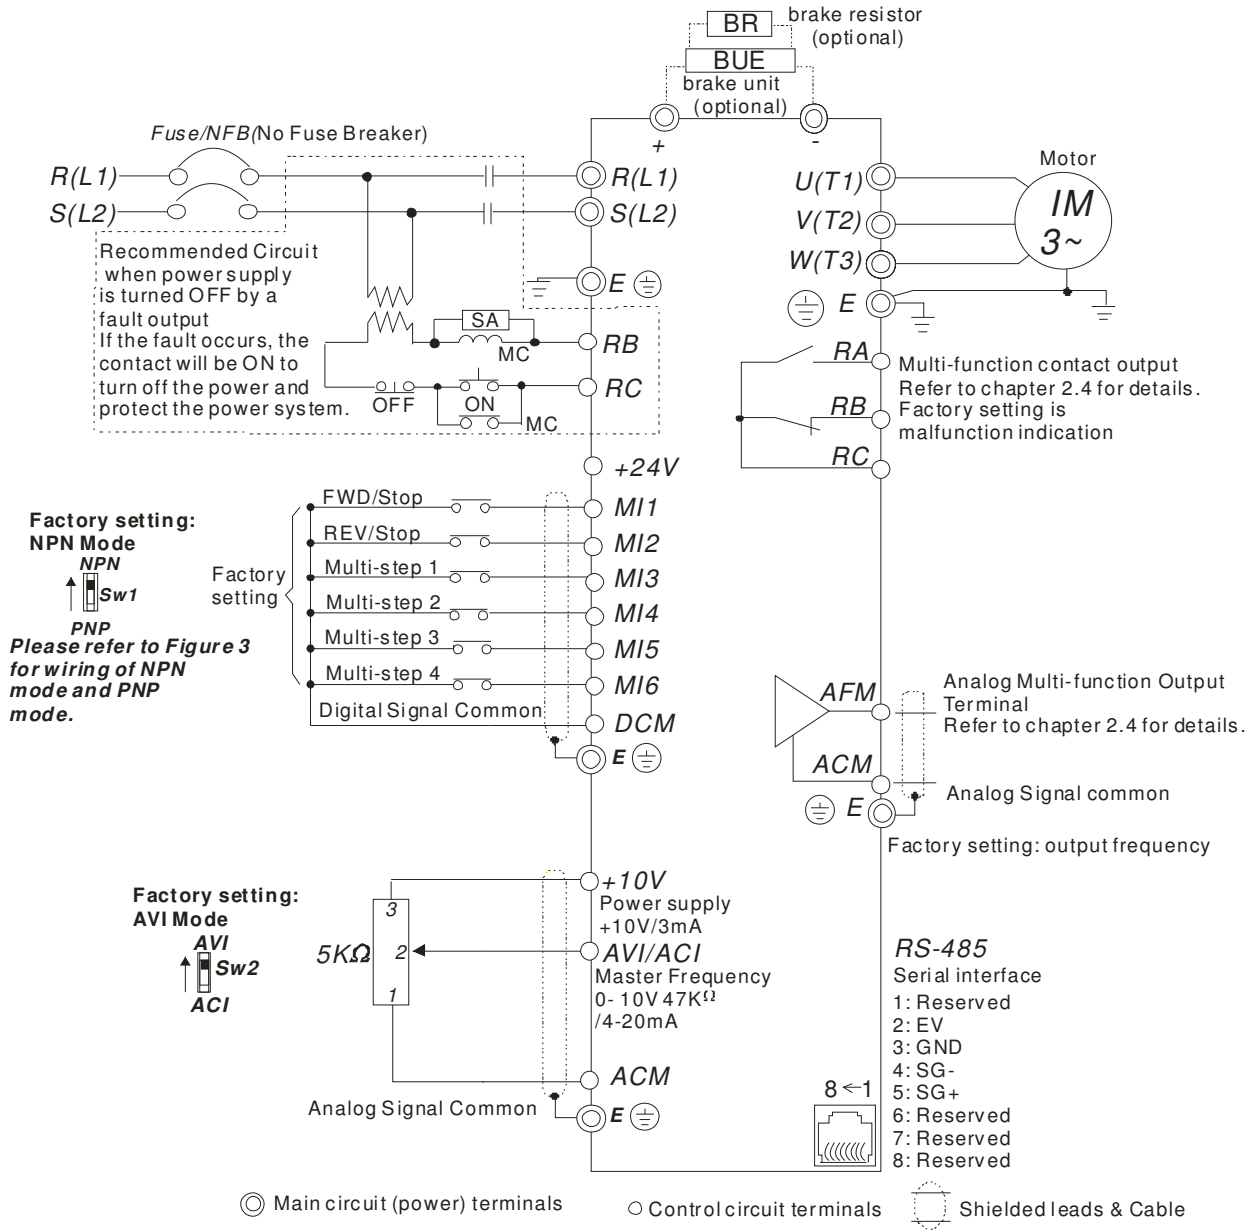 BR
brake resistor
(optional)
BUE
brake unit
(optional)
+
-
Fuse/NFB(No Fuse Breaker)
R(L1)
S(L2)
R(L1)
S(L2)
E
Recommended Circuit
when power supply
is turned OFF by a
fault output
If the fault occurs, the
contact will be ON to
turn off the power and
protect the power system.
SA
MC
OFF
ON
MC
RB
RC
U(T1)
V(T2)
W(T3)
E
Motor
IM
3~
RA
RB
RC
Multi-function contact output
Refer to chapter 2.4 for details.
Factory setting is
malfunction indication
+24V
Factory setting:
NPN Mode
NPN
Sw1
PNP
Please refer to Figure 3
for wiring of NPN
mode and PNP
mode.
Factory
setting
FWD/Stop
REV/Stop
Multi-step 1
Multi-step 2
Multi-step 3
Multi-step 4
Digital Signal Common
MI1
MI2
MI3
MI4
MI5
MI6
DCM
E
AFM
ACM
E
Analog Multi-function Output
Terminal
Refer to chapter 2.4 for details.
Analog Signal common
Factory setting: output frequency
Factory setting:
AVI Mode
AVI
Sw2
ACI
5KΩ
3
2
1
+10V
Power supply
+10V/3mA
AVI/ACI
Master Frequency
0- 10V 47KΩ
/4-20mA
ACM
Analog Signal Common
E
RS-485
Serial interface
1: Reserved
2: EV
3: GND
4: SG-
5: SG+
6: Reserved
7: Reserved
8: Reserved
8←1
Main circuit (power) terminals
Control circuit terminals
Shielded leads & Cable